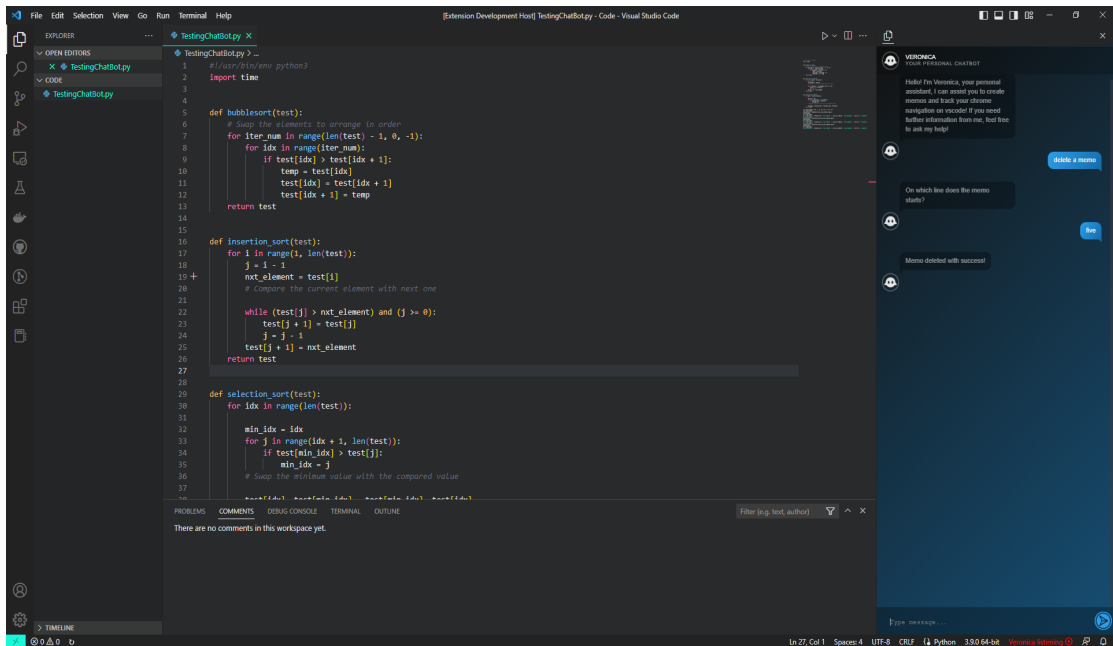 File Edit Selection View Go Run Terminal Help
[Extension Development Host] TestingChatBot.py - Code - Visual Studio Code
EXPLORER
OPEN EDITORS
TestingChatBot.py
CODE
TestingChatBot.py
TIMELINE
TestingChatBot.py
TestingChatBot.py > ...
1 #!/usr/bin/env python3
2 import time
3
4
5 def bubblesort(test):
6 # Swap the elements to arrange in order
7 for iter_num in range(len(test) - 1, 0, -1):
8 for idx in range(iter_num):
9 if test[idx] > test[idx + 1]:
10 temp = test[idx]
11 test[idx] = test[idx + 1]
12 test[idx + 1] = temp
13 return test
14
15
16 def insertion_sort(test):
17 for i in range(1, len(test)):
18 j = i - 1
19 nxt_element = test[i]
20 # Compare the current element with next one
21
22 while (test[j] > nxt_element) and (j >= 0):
23 test[j + 1] = test[j]
24 j = j - 1
25 test[j + 1] = nxt_element
26 return test
27
28
29 def selection_sort(test):
30 for idx in range(len(test)):
31
32 min_idx = idx
33 for j in range(idx + 1, len(test)):
34 if test[min_idx] > test[j]:
35 min_idx = j
36 # Swap the minimum value with the compared value
37
PROBLEMS COMMENTS DEBUG CONSOLE TERMINAL OUTLINE
Filter (e.g. text, author)
There are no comments in this workspace yet.
VERONICA
YOUR PERSONAL CHATBOT
Hello! I'm Veronica, your personal
assistant, I can assist you to create
memos and track your chrome
navigation on vscode! If you need
further information from me, feel free
to ask my help!
delete a memo
On which line does the memo
starts?
five
Memo deleted with success!
Type message...
0 0 0
Ln 27, Col 1 Spaces: 4 UTF-8 CRLF Python 3.9.0 64-bit Veronica listening